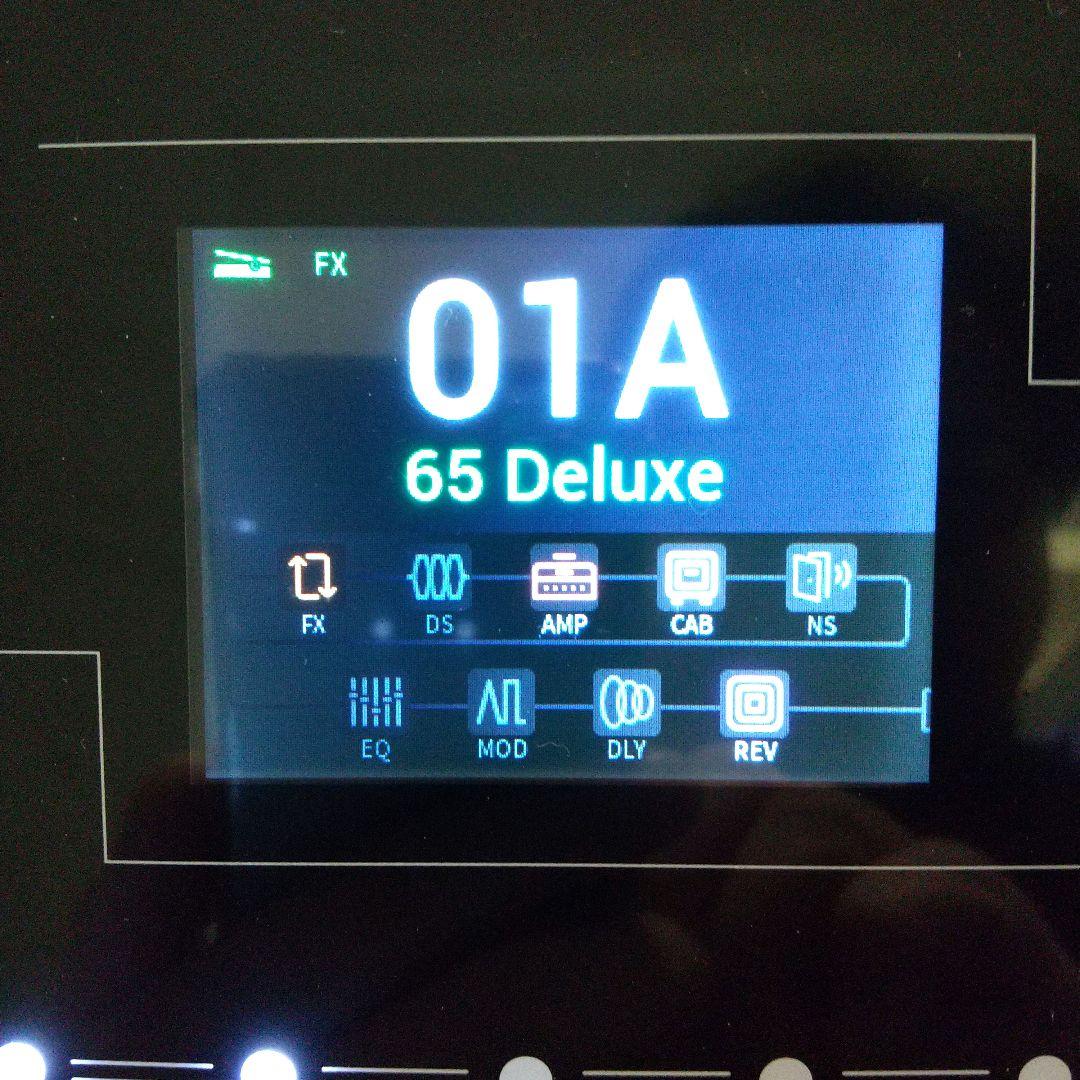 FX
01A
65 Deluxe
FX DS AMP CAB NS
EQ MOD DLY REV